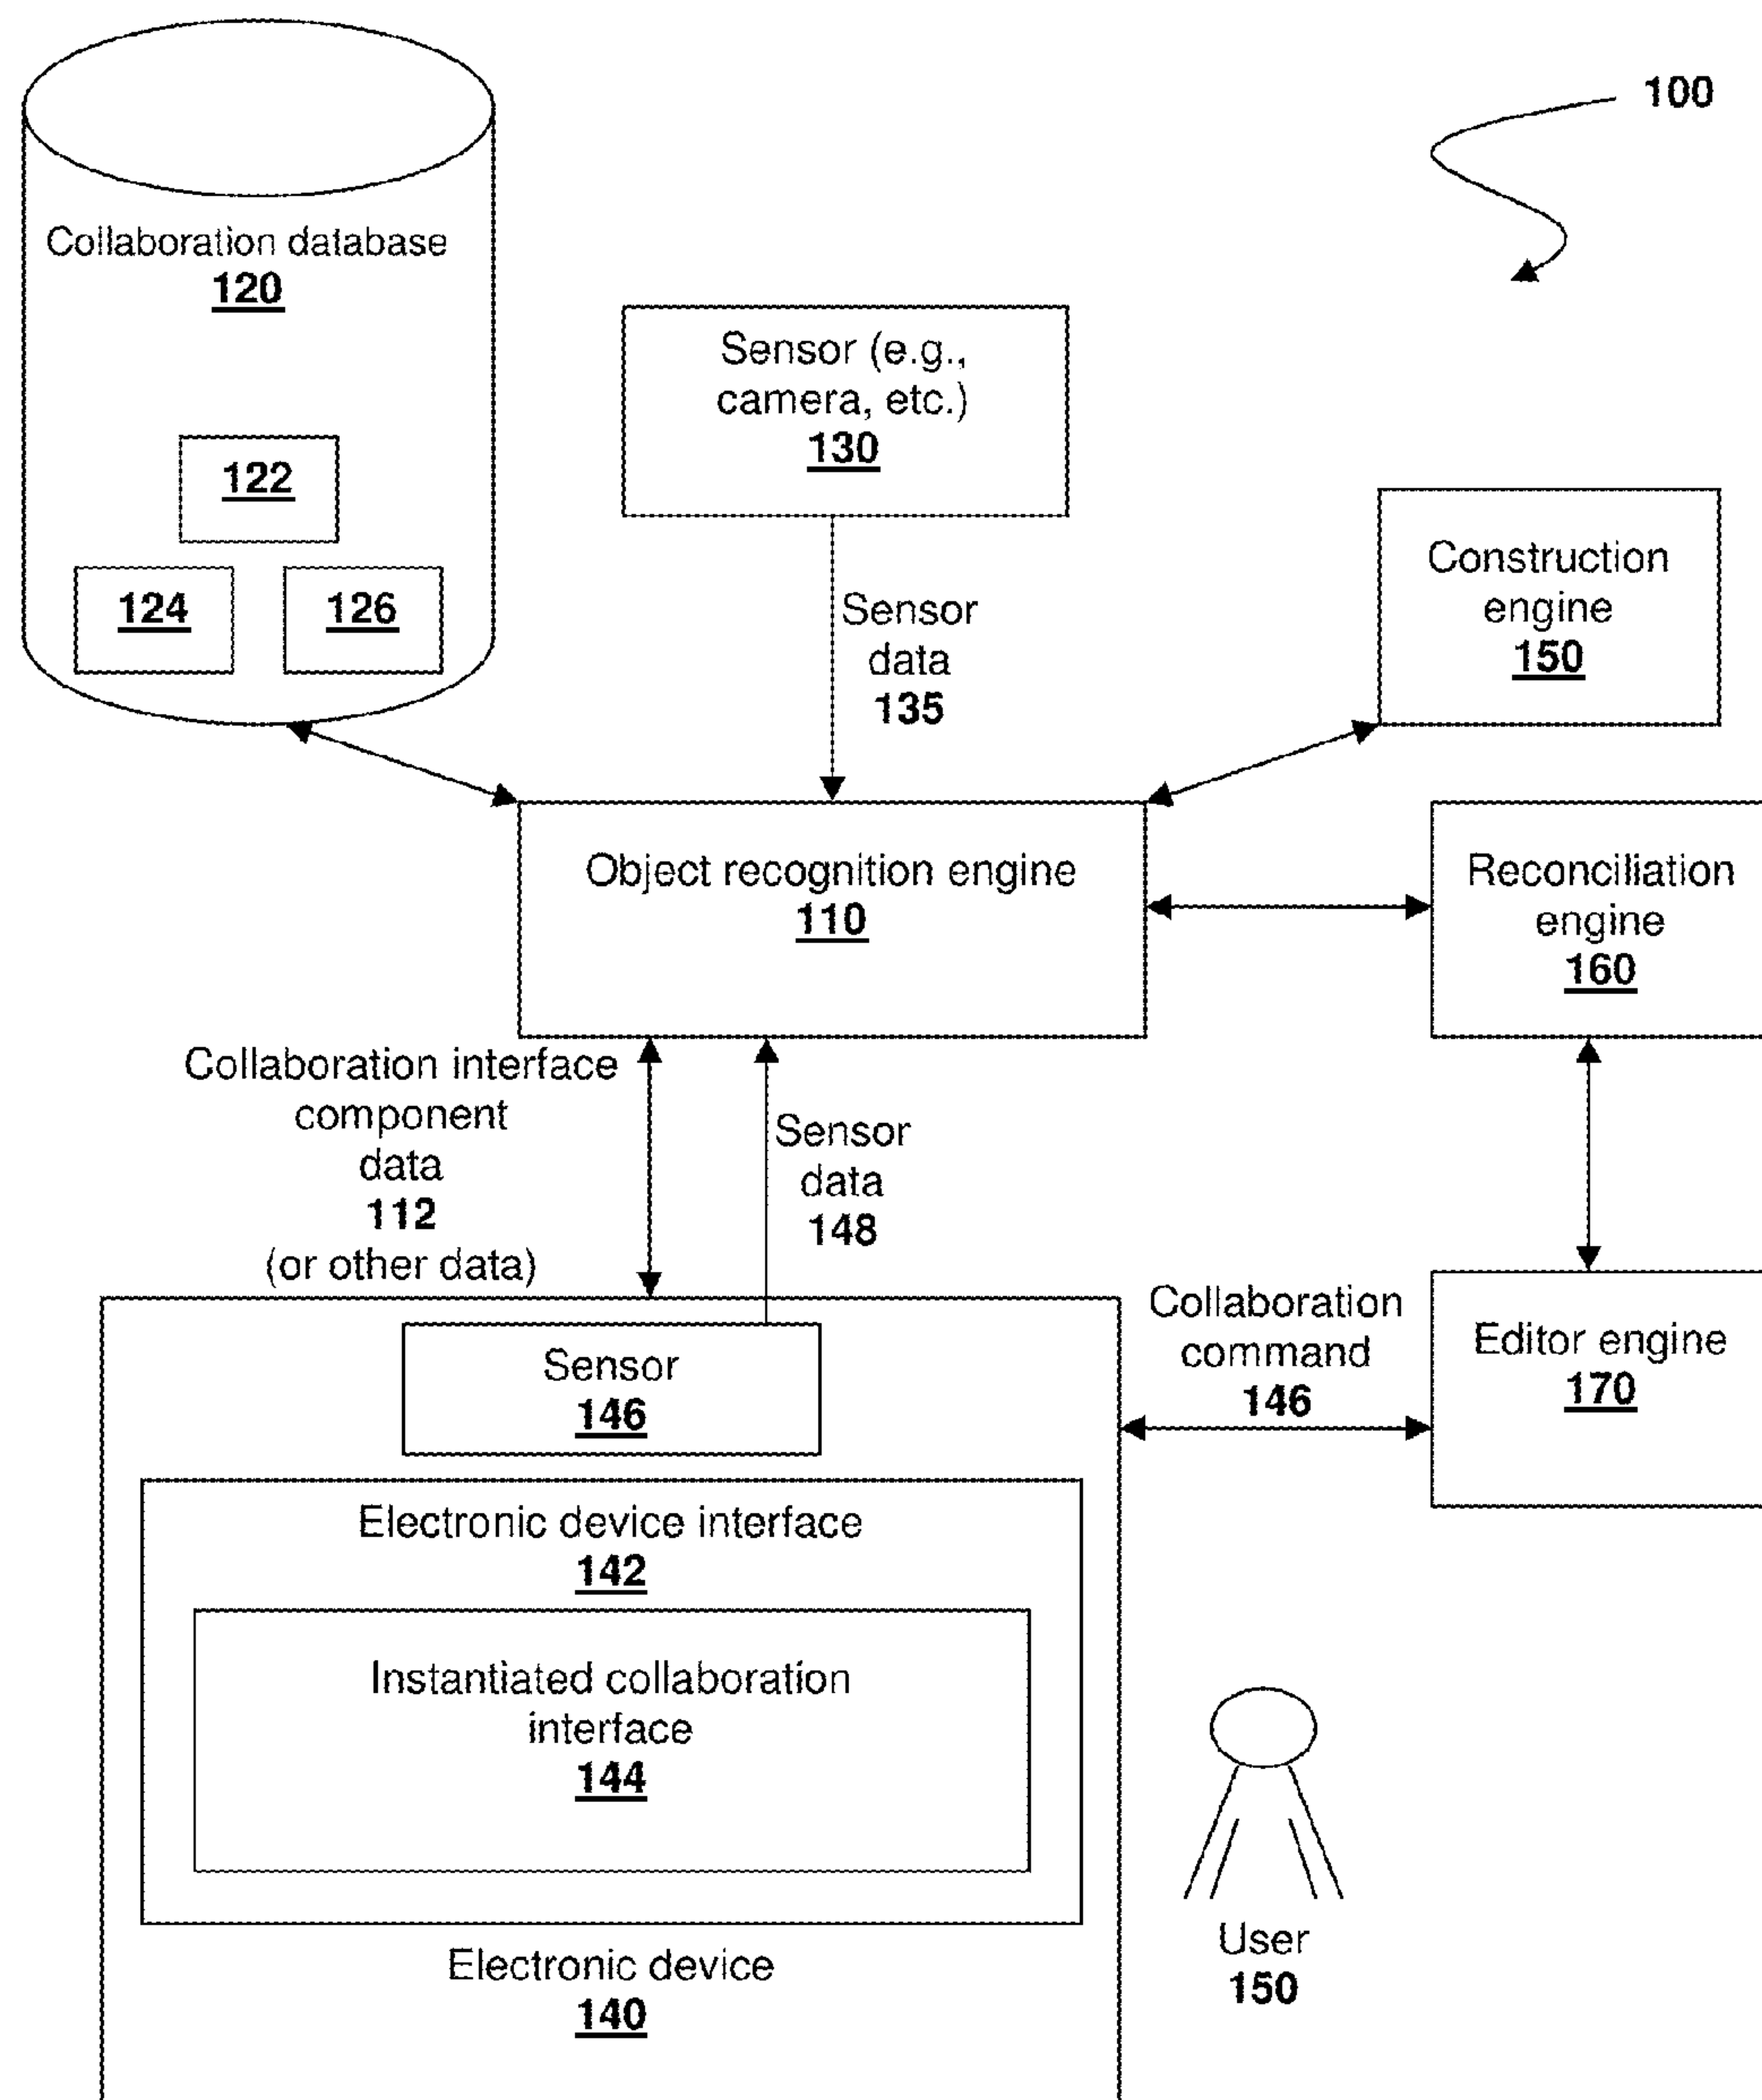 100
Collaboration database
120
122
124
126
Sensor (e.g.,
camera, etc.)
130
Sensor
data
135
Construction
engine
150
Object recognition engine
110
Reconciliation
engine
160
Collaboration interface
component
data
112
(or other data)
Sensor
data
148
Collaboration
command
146
Editor engine
170
Sensor
146
Electronic device interface
142
Instantiated collaboration
interface
144
Electronic device
140
User
150